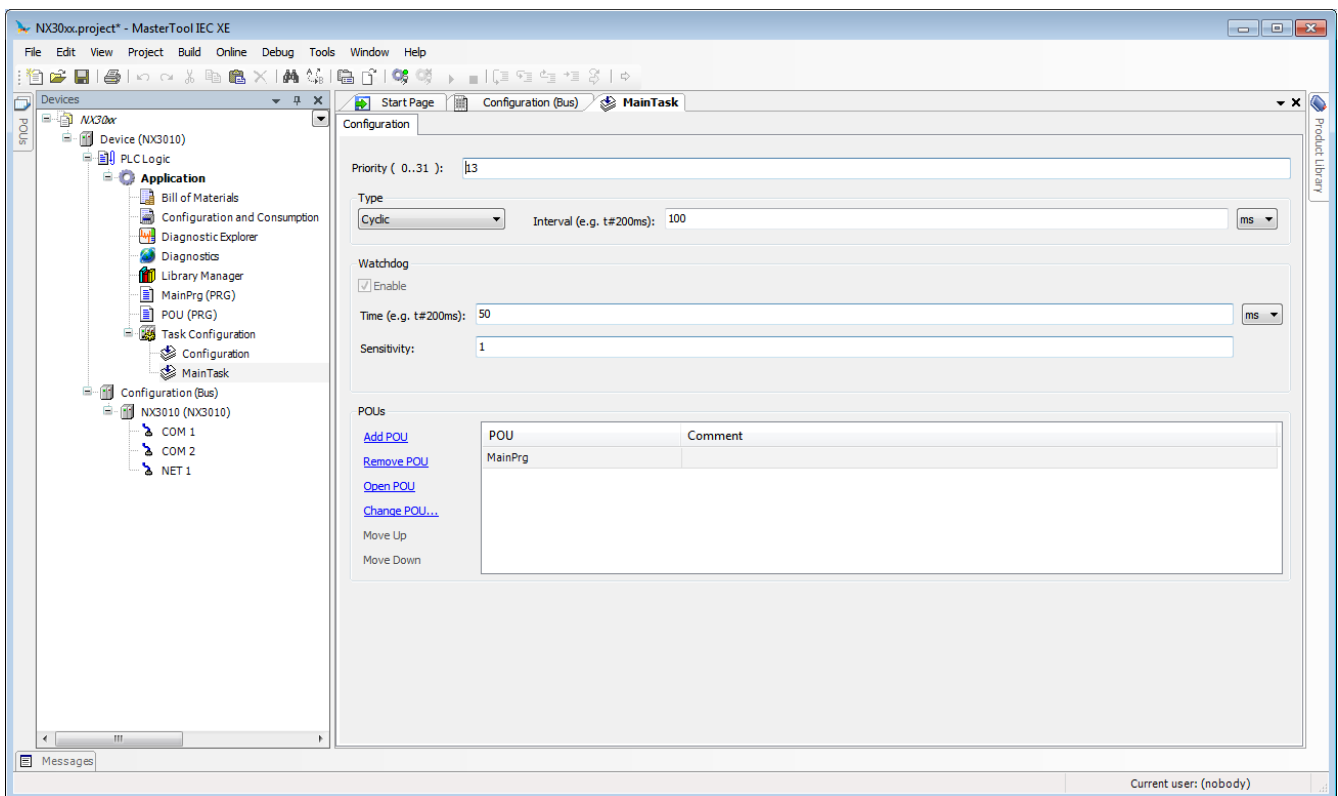 NX30xx.project* - MasterTool IEC XE
File Edit View Project Build Online Debug Tools Window Help
Devices
POUs
NX30xx
Device (NX3010)
PLC Logic
Application
Bill of Materials
Configuration and Consumption
Diagnostic Explorer
Diagnostics
Library Manager
MainPrg (PRG)
POU (PRG)
Task Configuration
Configuration
MainTask
Configuration (Bus)
NX3010 (NX3010)
COM 1
COM 2
NET 1
Start Page Configuration (Bus) MainTask
Configuration
Priority ( 0..31 ): 13
Type
Cyclic Interval (e.g. t#200ms): 100 ms
Watchdog
Enable
Time (e.g. t#200ms): 50 ms
Sensitivity: 1
POUs
Add POU
Remove POU
Open POU
Change POU...
Move Up
Move Down
POU Comment
MainPrg
Product Library
Messages
Current user: (nobody)